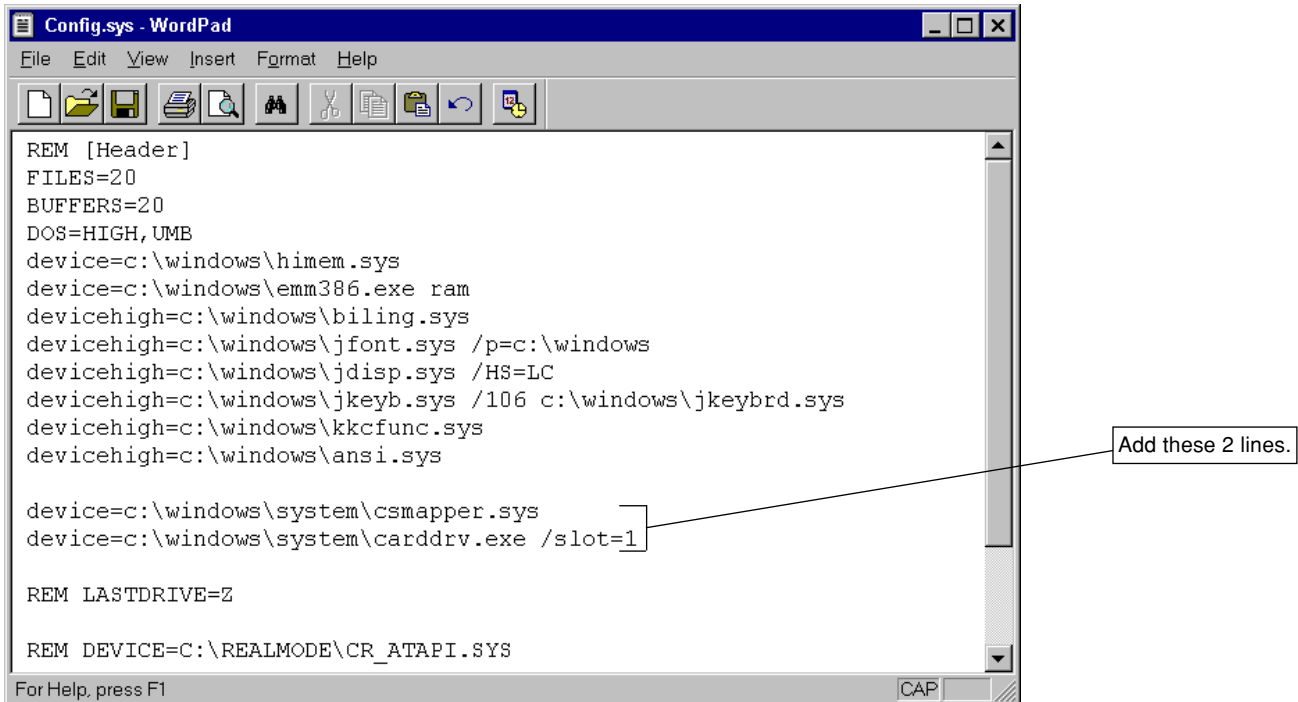 Config.sys - WordPad
File Edit View Insert Format Help
12
REM [Header]
FILES=20
BUFFERS=20
DOS=HIGH,UMB
device=c:\windows\himem.sys
device=c:\windows\emm386.exe ram
devicehigh=c:\windows\biling.sys
devicehigh=c:\windows\jfont.sys /p=c:\windows
devicehigh=c:\windows\jdisp.sys /HS=LC
devicehigh=c:\windows\jkeyb.sys /106 c:\windows\jkeybrd.sys
devicehigh=c:\windows\kkcfunc.sys
devicehigh=c:\windows\ansi.sys
device=c:\windows\system\csmapper.sys
device=c:\windows\system\carddrv.exe /slot=1
Add these 2 lines.
REM LASTDRIVE=Z
REM DEVICE=C:\REALMODE\CR_ATAPI.SYS
For Help, press F1
CAP